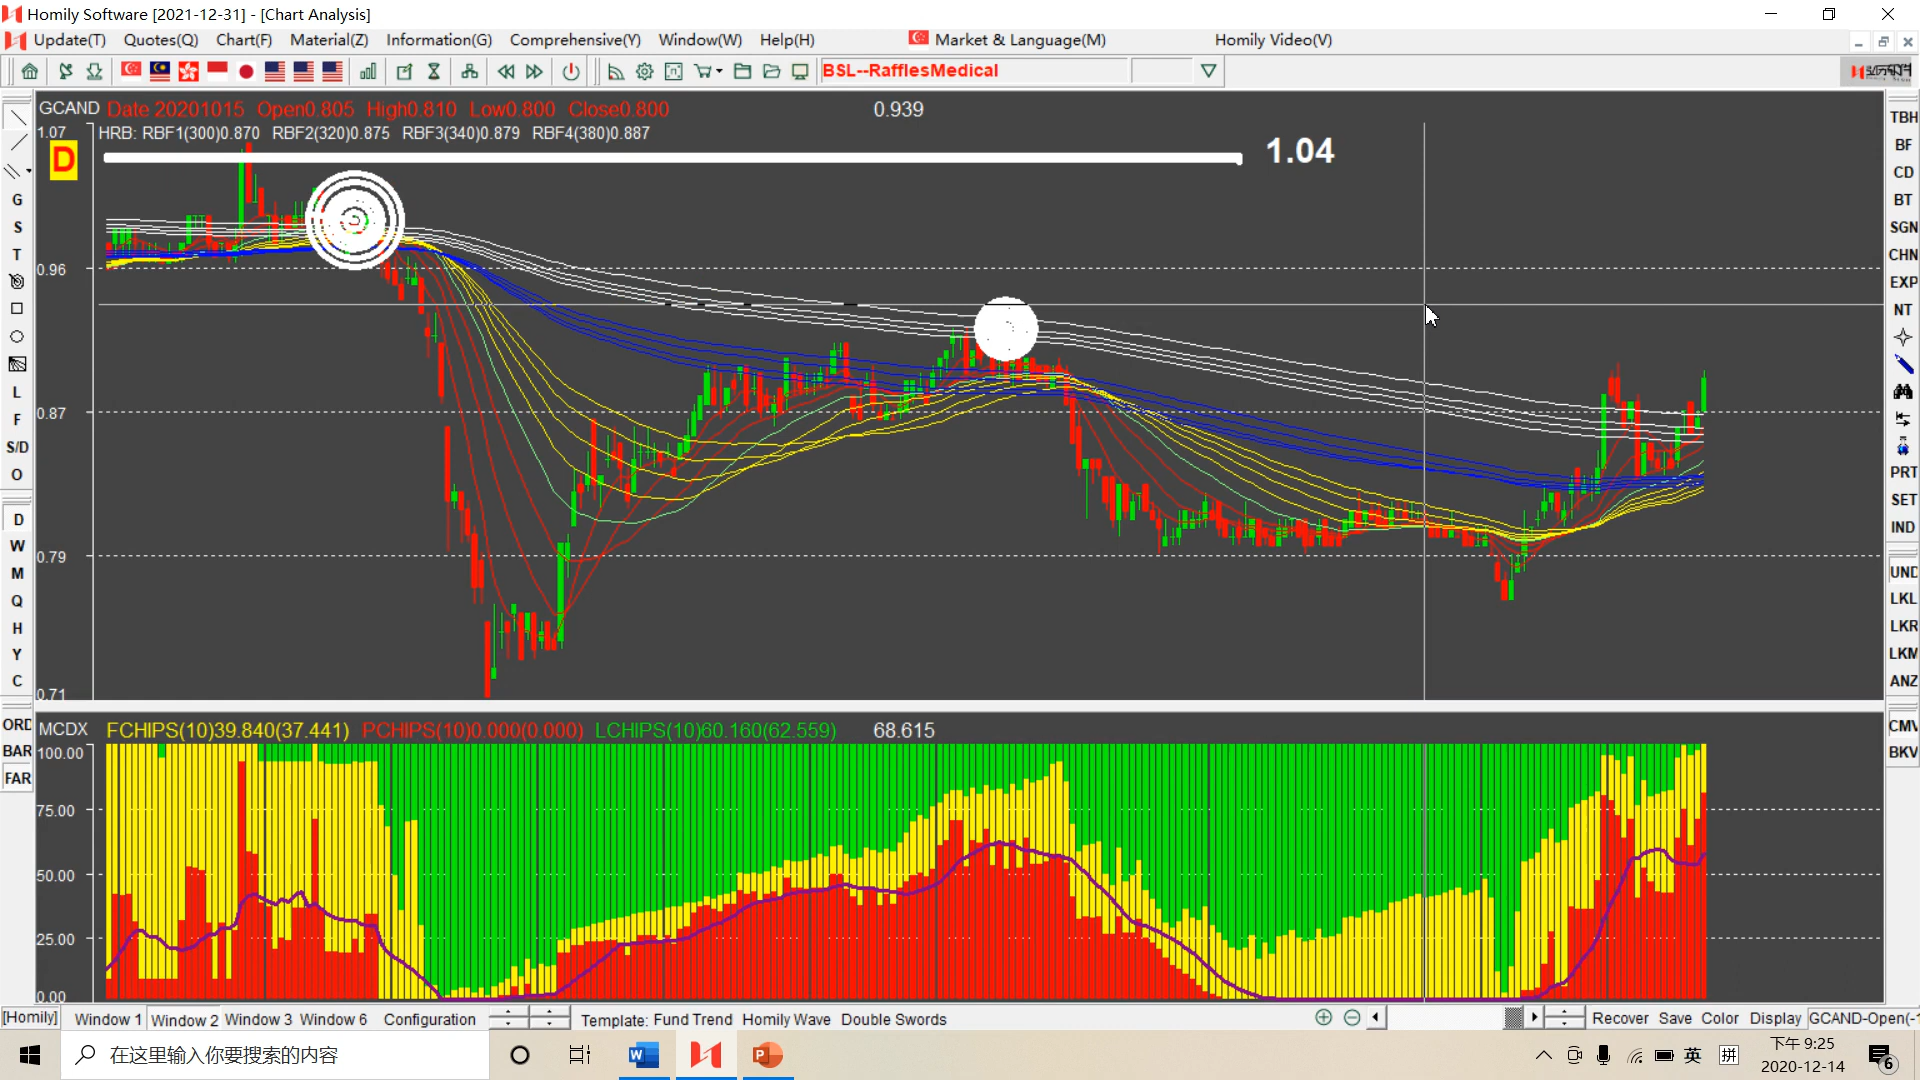 Homily Software [2021-12-31] - [Chart Analysis]
Update(T) Quotes(Q) Chart(F) Material(Z) Information(G) Comprehensive(Y) Window(W) Help(H) Market & Language(M) Homily Video(V)
BSL--RafflesMedical
GCAND Date 20201015 Open0.805 High0.810 Low0.800 Close0.800 0.939
1.07 HRB: RBF1(300)0.870 RBF2(320)0.875 RBF3(340)0.879 RBF4(380)0.887
D
1.04
0.96
0.87
0.79
0.71
G
S
T
L
F
S/D
O
D
W
M
Q
H
Y
C
ORD
BAR
FAR
TBH
BF
CD
BT
SGN
CHN
EXP
NT
PRT
SET
IND
UND
LKL
LKR
LKM
ANZ
CMV
BKV
MCDX FCHIPS(10)39.840(37.441) PCHIPS(10)0.000(0.000) LCHIPS(10)60.160(62.559) 68.615
100.00
75.00
50.00
25.00
0.00
[Homily] Window 1 Window 2 Window 3 Window 6 Configuration Template: Fund Trend Homily Wave Double Swords Recover Save Color Display GCAND-Open(-1
在这里输入你要搜索的内容
英 拼 下午 9:25
2020-12-14 6